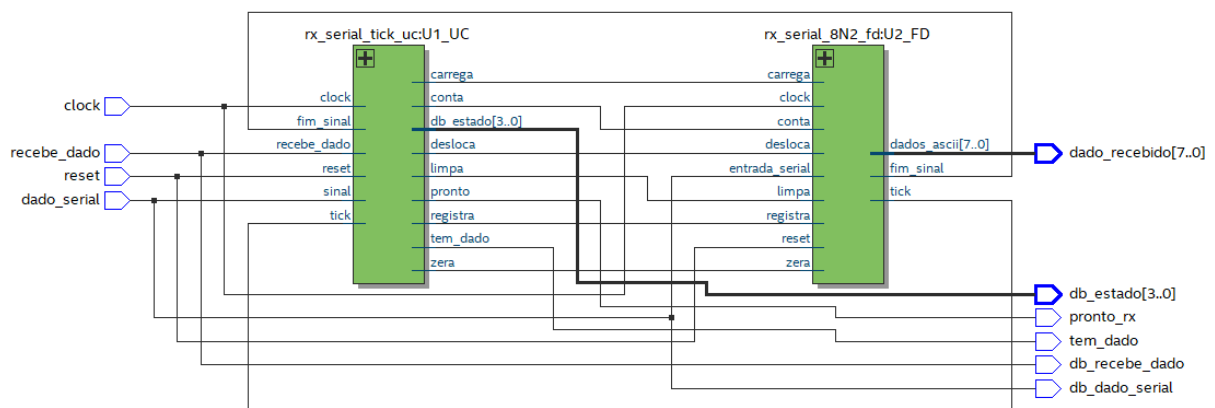 rx_serial_tick_uc:U1_UC
rx_serial_8N2_fd:U2_FD
clock
recebe_dado
reset
dado_serial
clock
fim_sinal
recebe_dado
reset
sinal
tick
carrega
conta
db_estado[3..0]
desloca
limpa
pronto
registra
tem_dado
zera
carrega
clock
conta
desloca
entrada_serial
limpa
registra
reset
zera
dados_ascii[7..0]
fim_sinal
tick
dado_recebido[7..0]
db_estado[3..0]
pronto_rx
tem_dado
db_recebe_dado
db_dado_serial